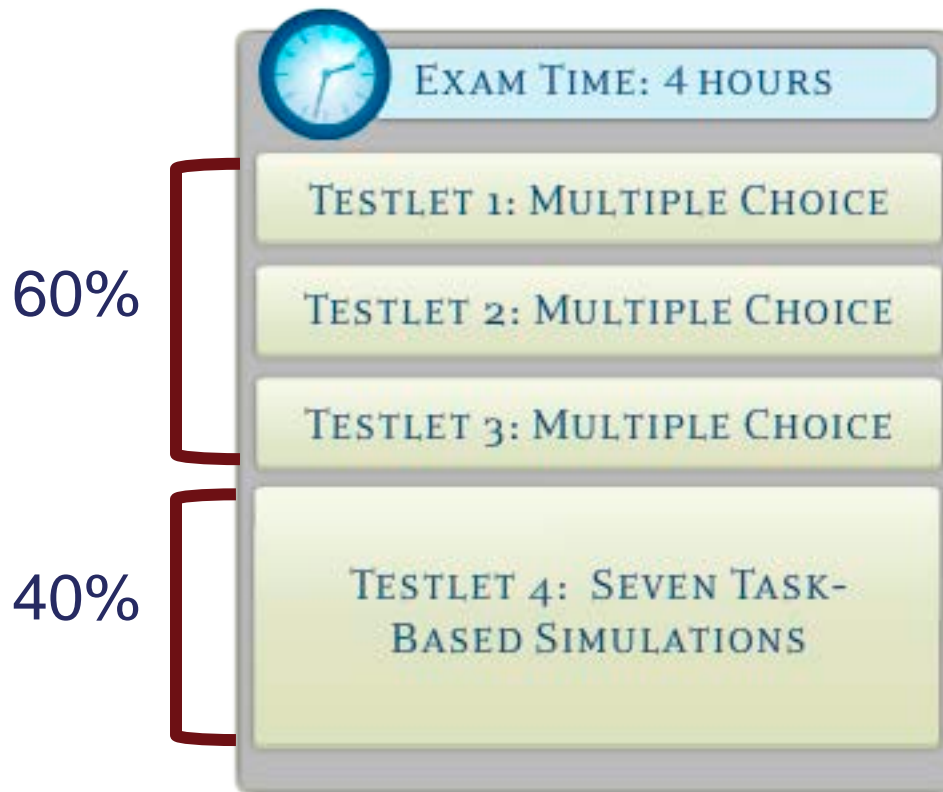 Exam Time: 4 hours
60%
Testlet 1: Multiple Choice
Testlet 2: Multiple Choice
Testlet 3: Multiple Choice
40%
Testlet 4: Seven Task-
Based Simulations